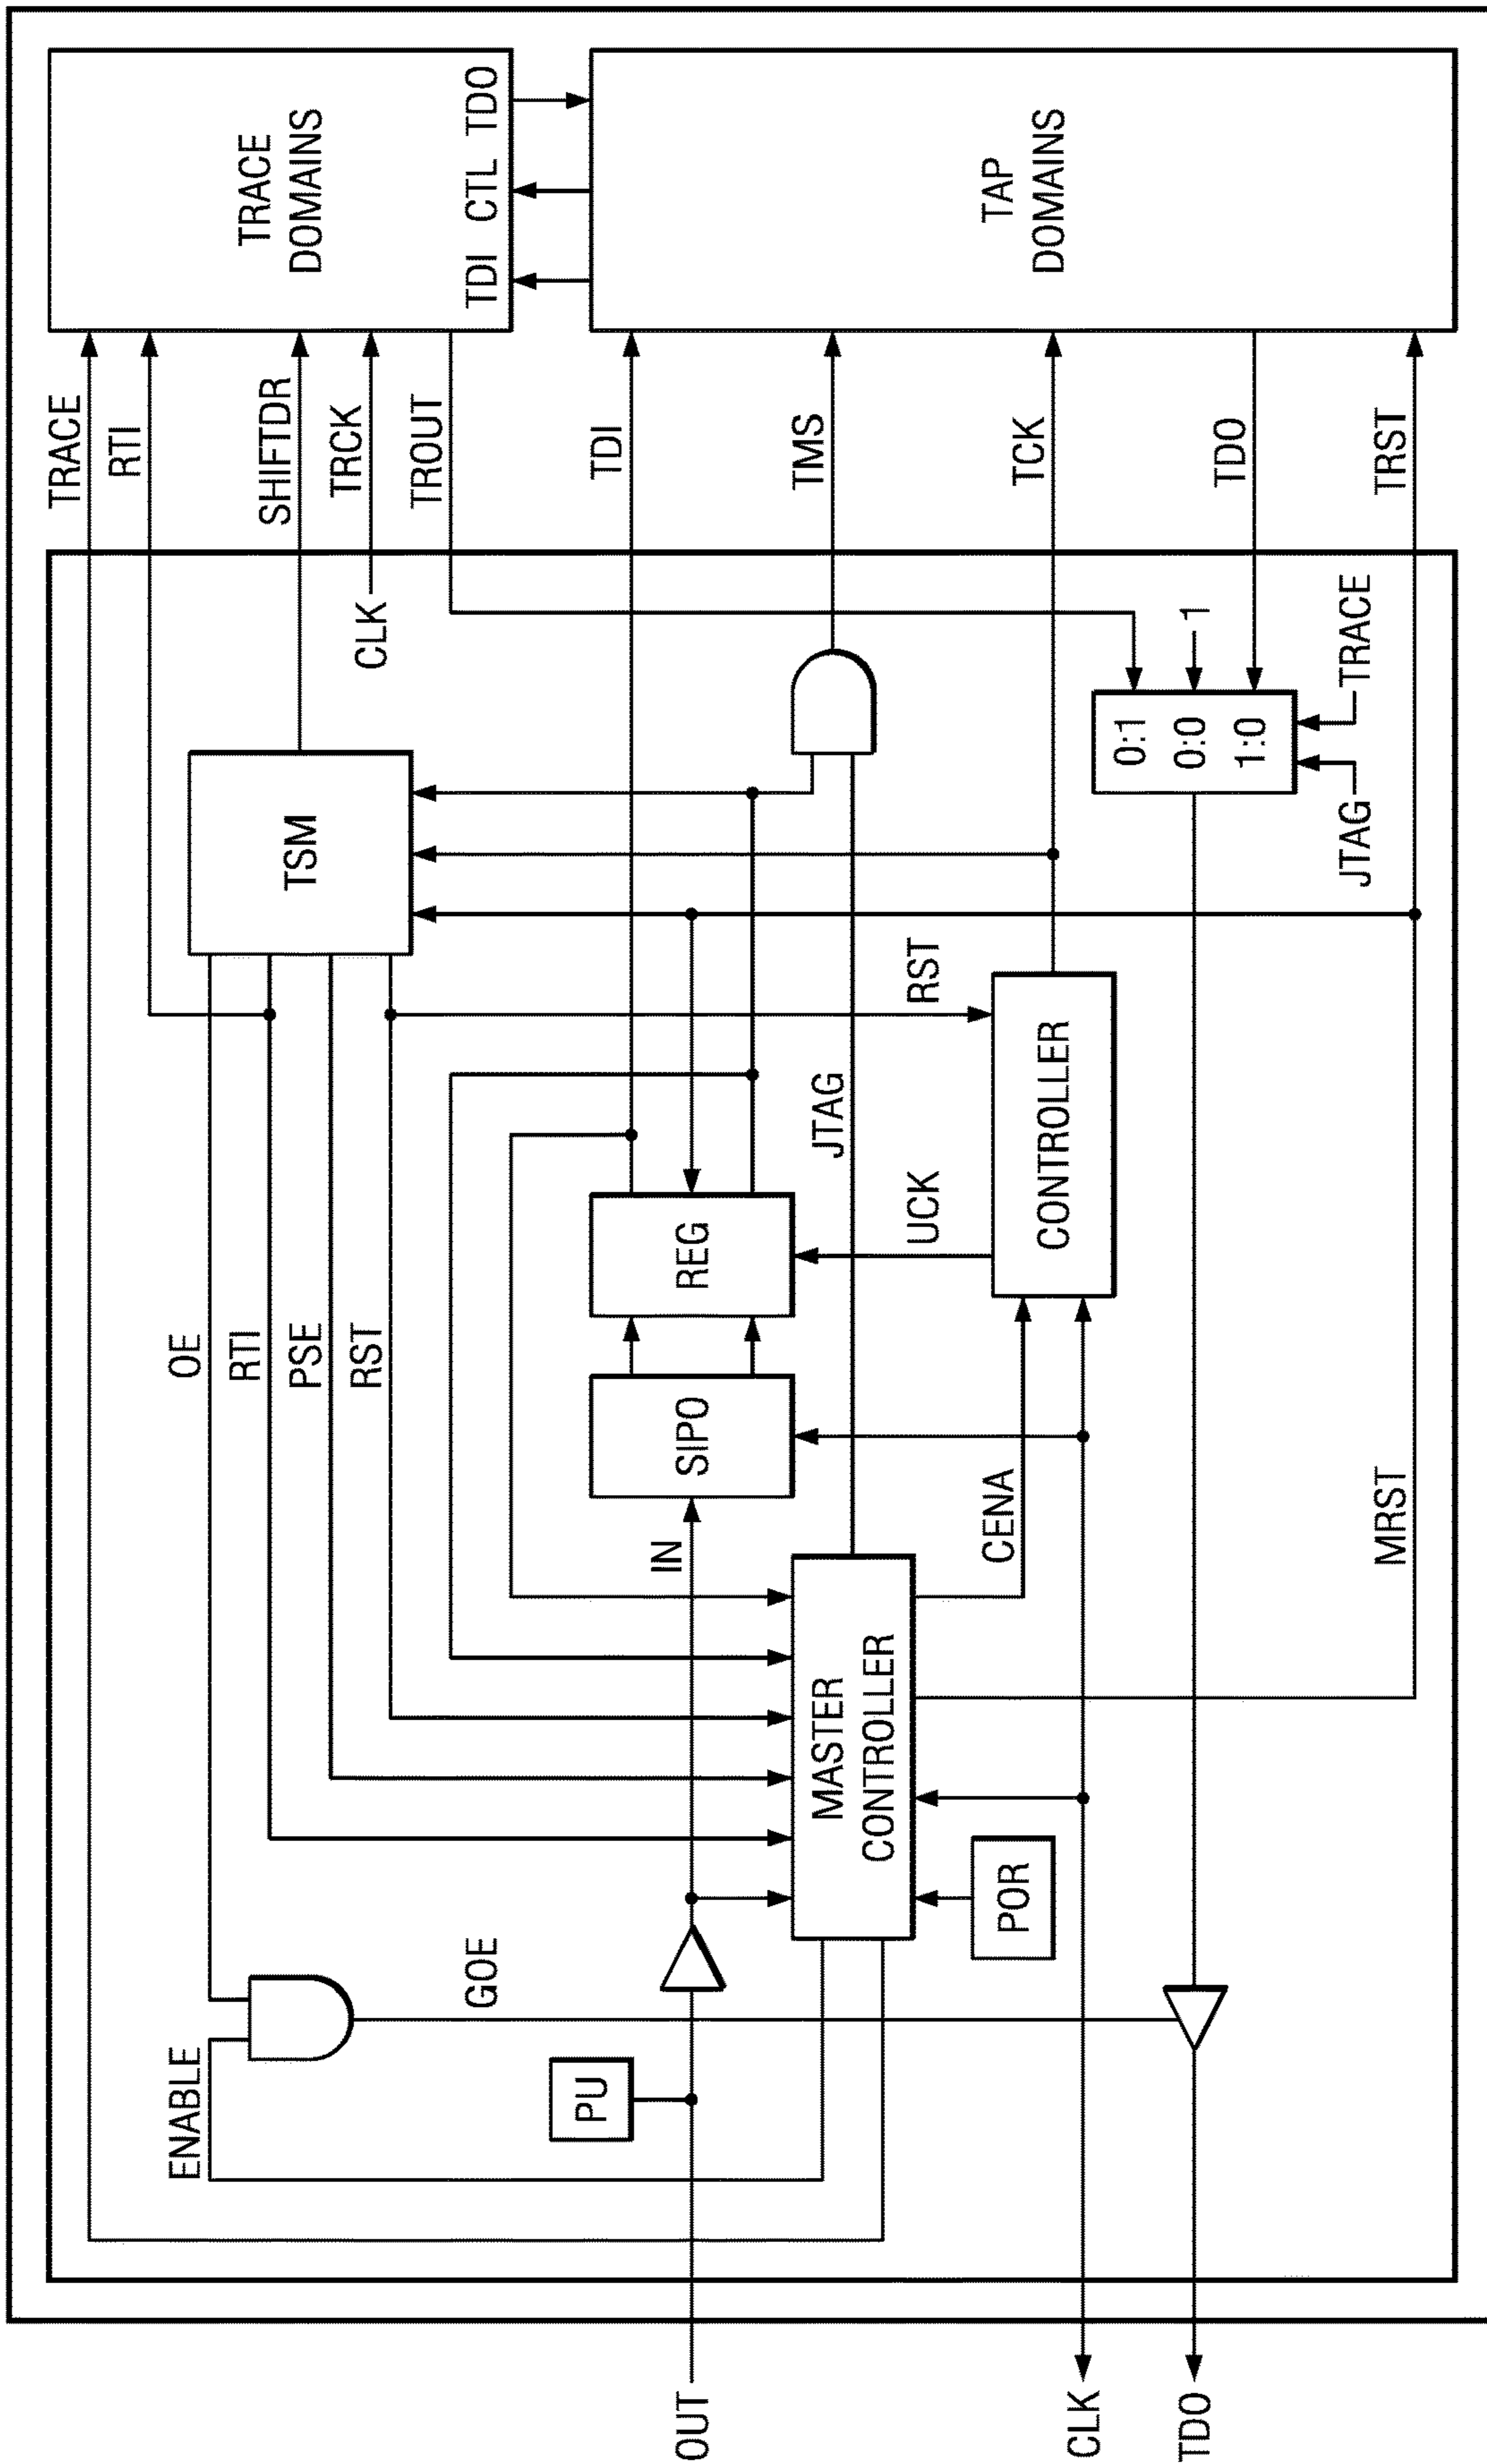 TRACE
RTI
SHIFTDR
TRCK
TROUT
TDI
TMS
TCK
TDO
TRST
TRACE
DOMAINS
TDI CTL TDO
TAP
DOMAINS
CLK
TSM
OE
RTI
PSE
RST
ENABLE
GOE
PU
IN
SIPO
REG
UCK
JTAG
RST
CONTROLLER
CENA
MASTER
CONTROLLER
POR
MRST
0:1
0:0
1:0
1
JTAG
TRACE
OUT
CLK
TDO